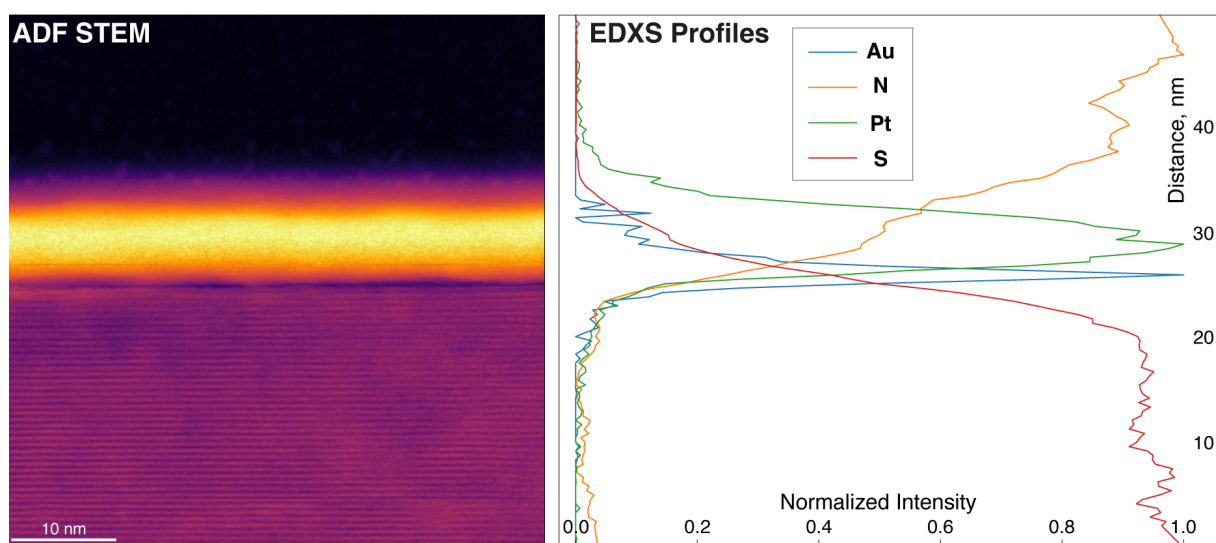 ADF STEM
10 nm
EDXS Profiles
Au
N
Pt
S
Distance, nm
40
30
20
10
Normalized Intensity
0.0 0.2 0.4 0.6 0.8 1.0